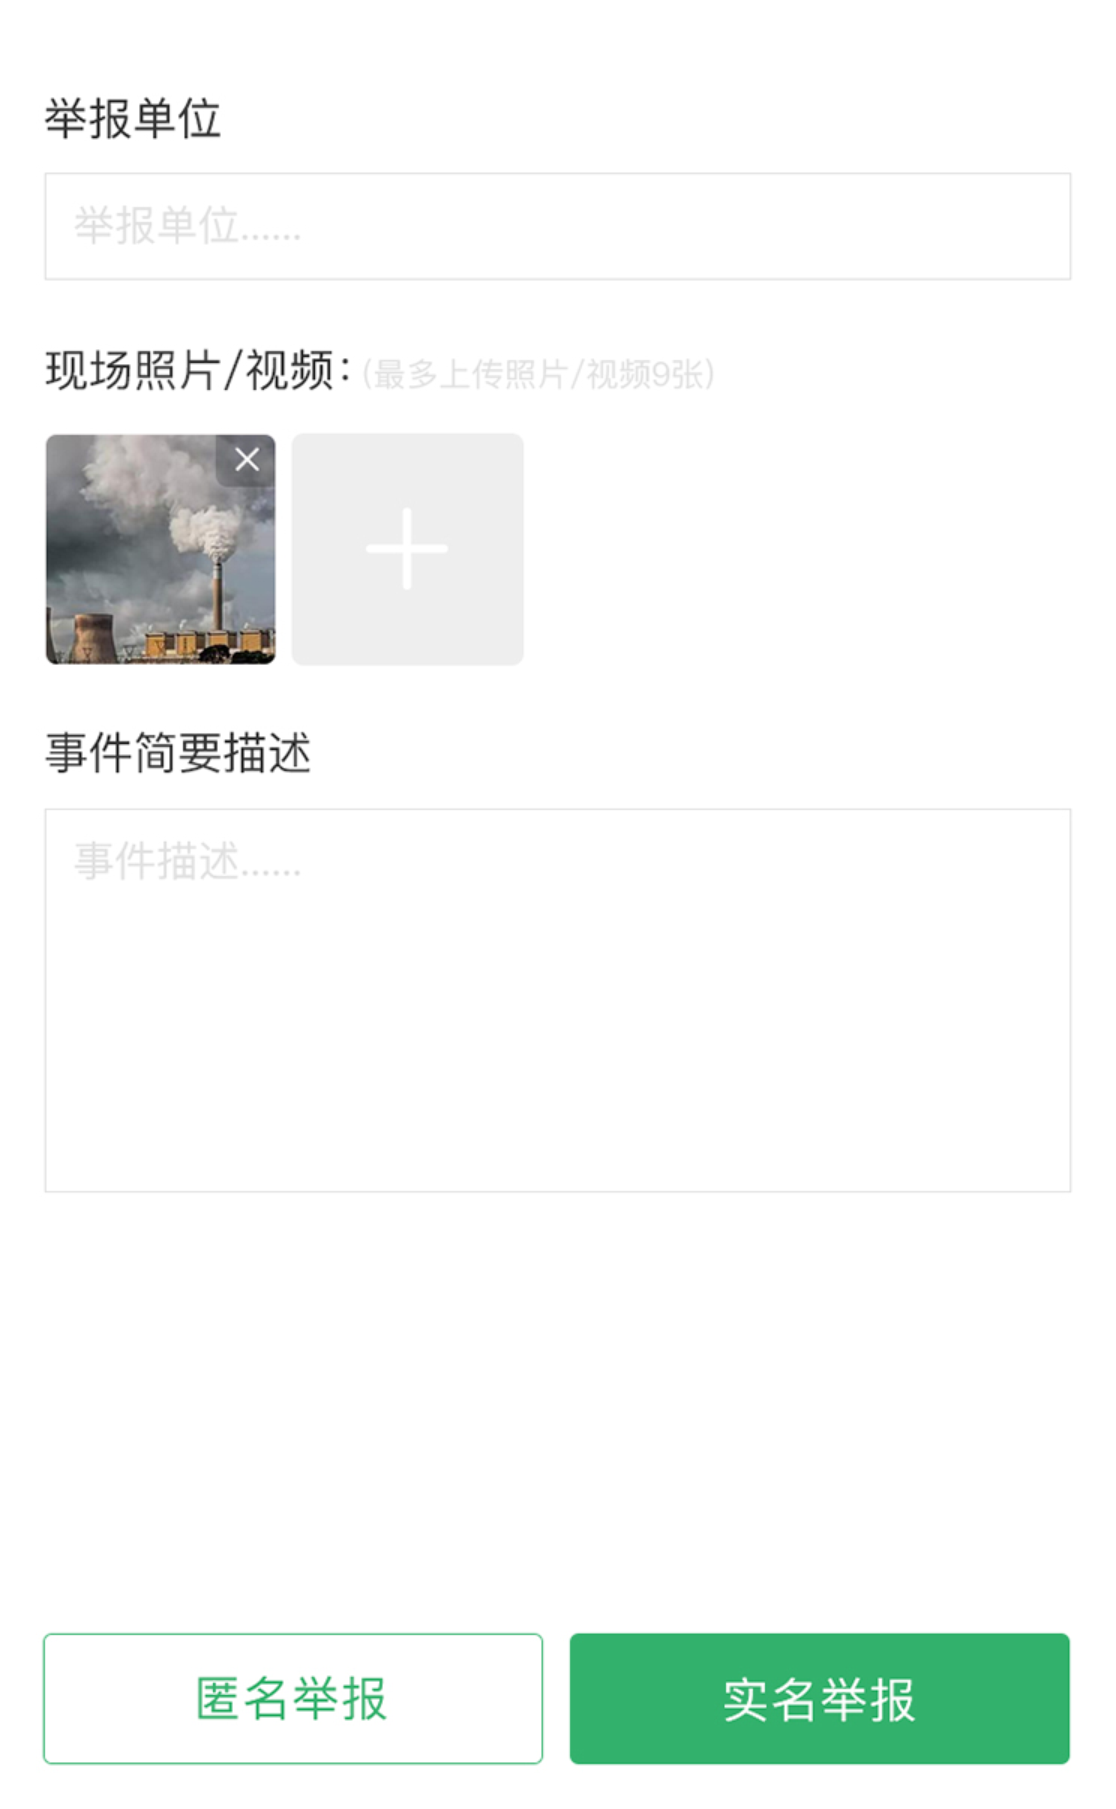 举报单位
举报单位......
现场照片/视频：(最多上传照片/视频9张)
事件简要描述
事件描述......
匿名举报
实名举报